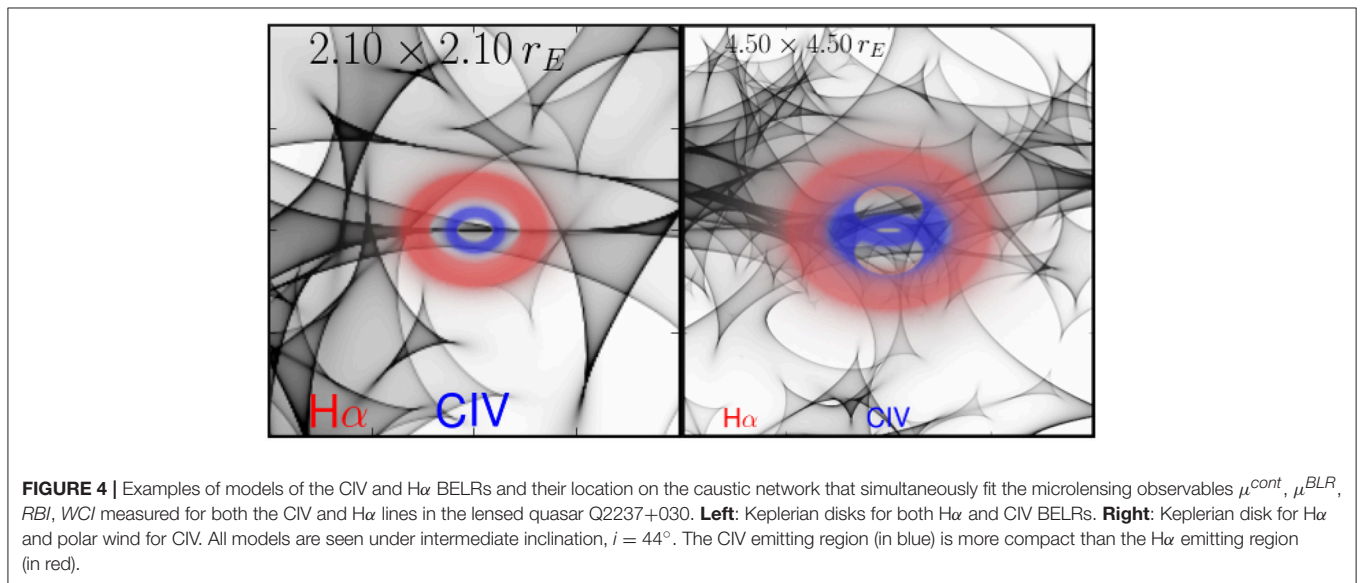 2.10 × 2.10 r_E
4.50 × 4.50 r_E
Hα CIV
Hα CIV
FIGURE 4 | Examples of models of the CIV and Hα BELRs and their location on the caustic network that simultaneously fit the microlensing observables μ^cont, μ^BLR,
RBI, WCI measured for both the CIV and Hα lines in the lensed quasar Q2237+030. Left: Keplerian disks for both Hα and CIV BELRs. Right: Keplerian disk for Hα
and polar wind for CIV. All models are seen under intermediate inclination, i = 44°. The CIV emitting region (in blue) is more compact than the Hα emitting region
(in red).